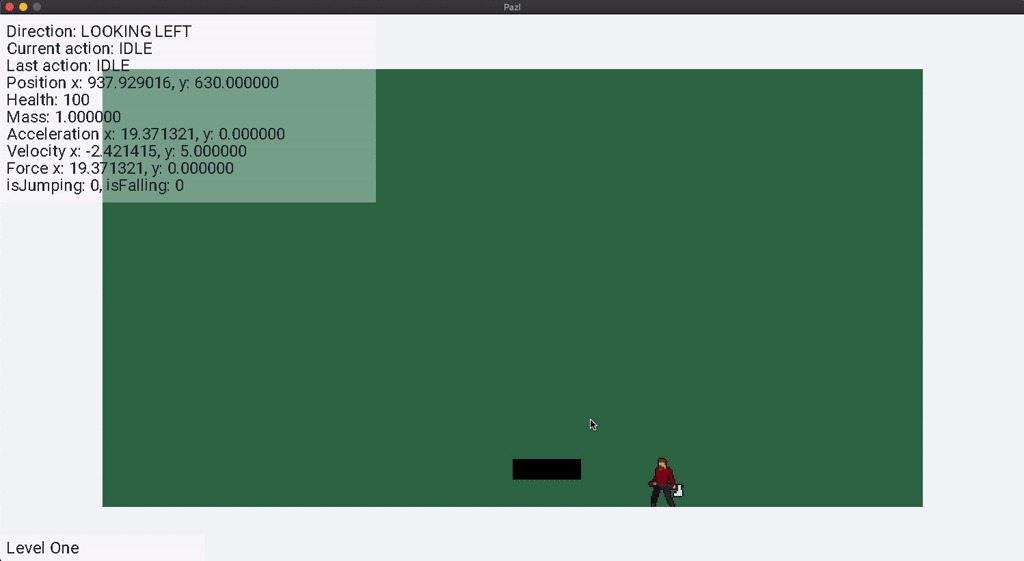 Pazl
Direction: LOOKING LEFT
Current action: IDLE
Last action: IDLE
Position x: 937.929016, y: 630.000000
Health: 100
Mass: 1.000000
Acceleration x: 19.371321, y: 0.000000
Velocity x: -2.421415, y: 5.000000
Force x: 19.371321, y: 0.000000
isJumping: 0, isFalling: 0
Level One